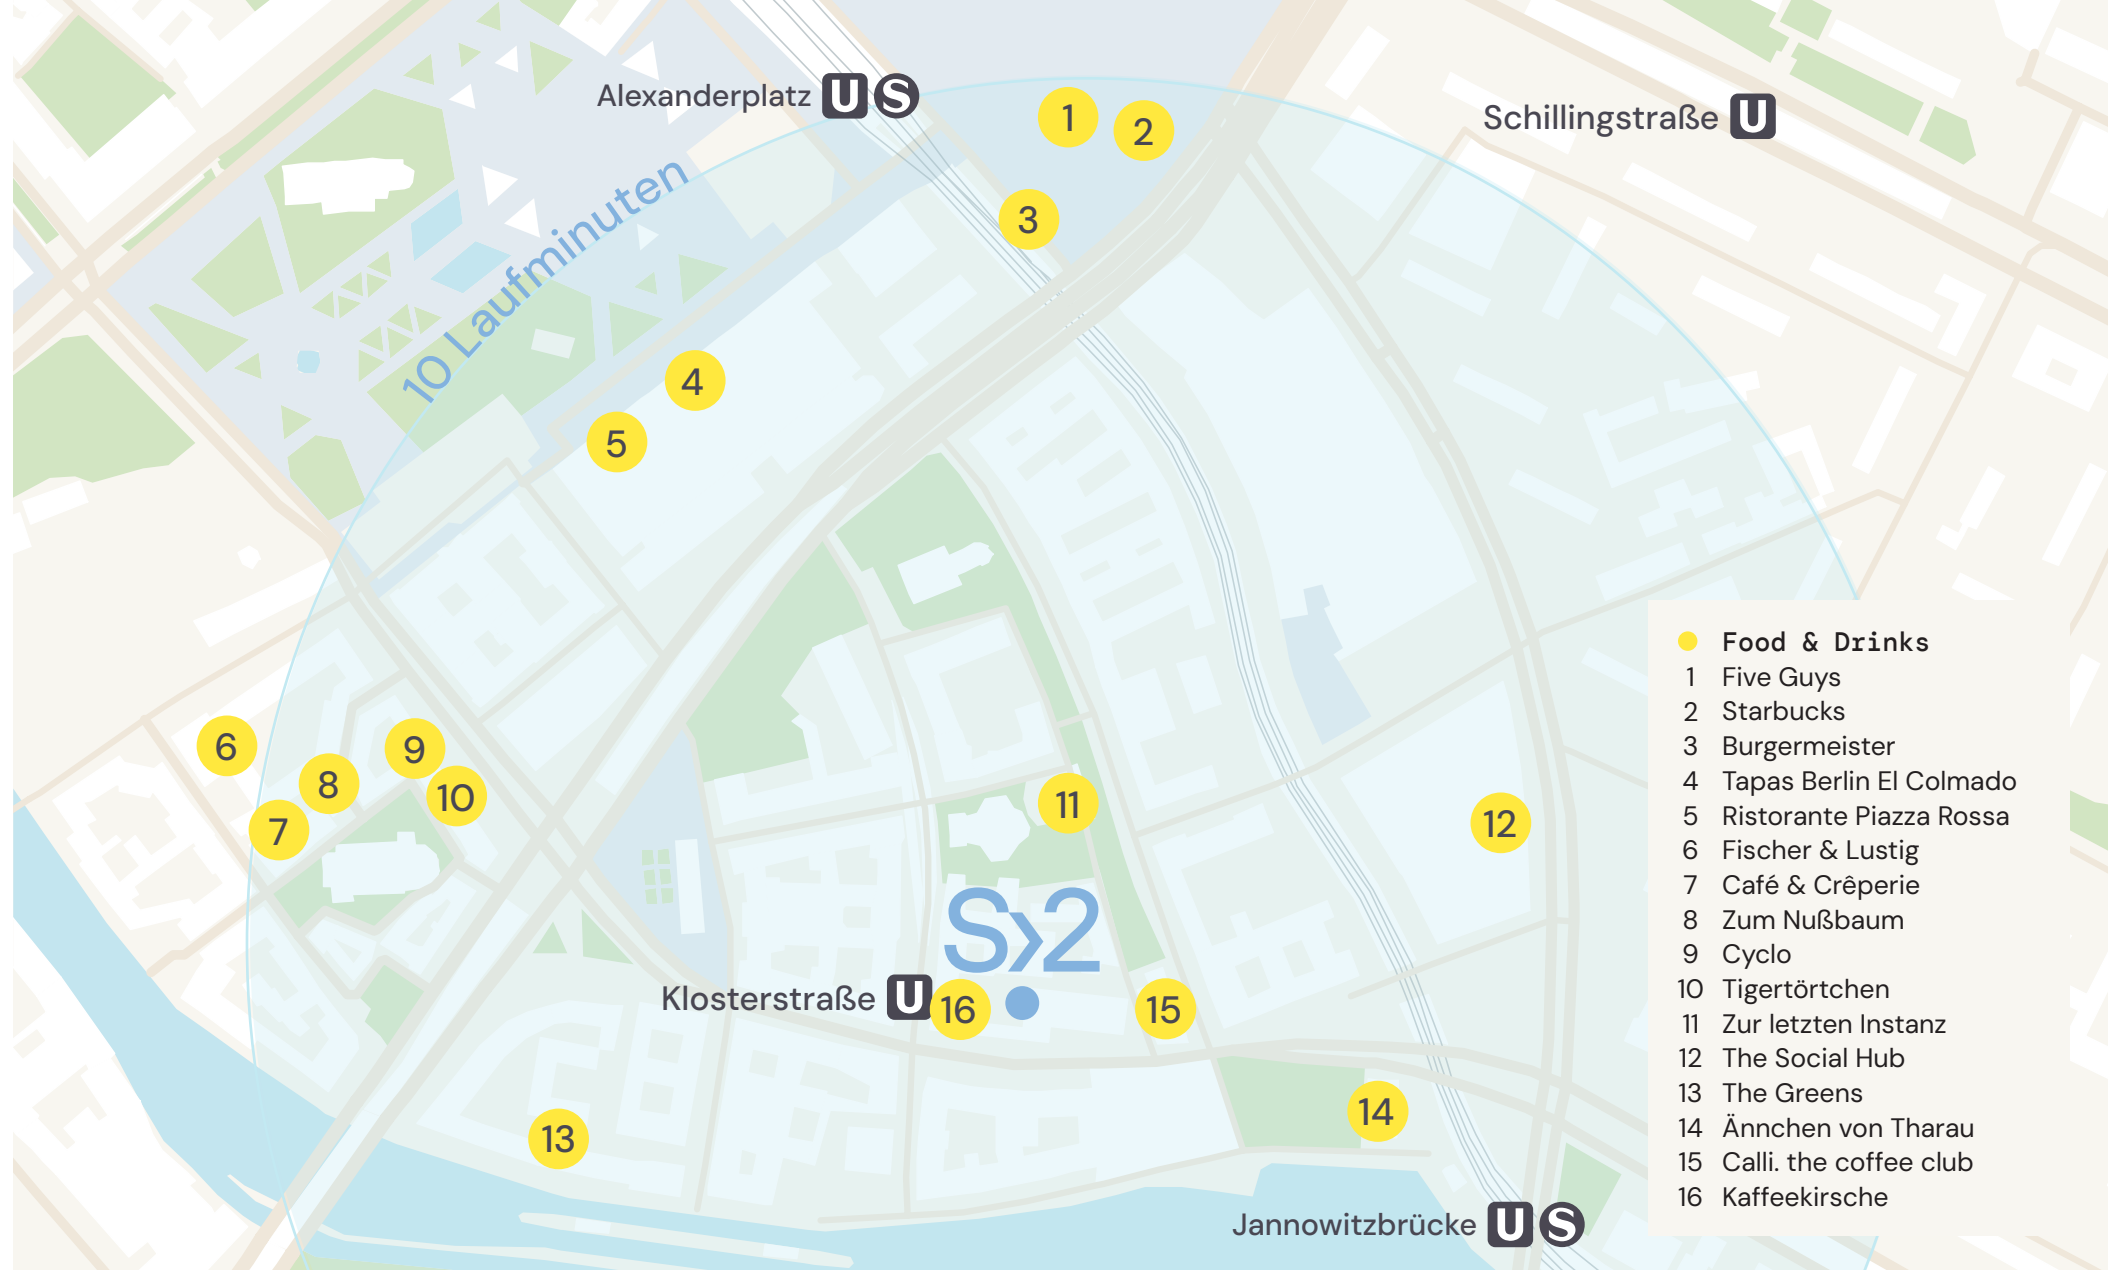 Alexanderplatz U S
Schillingstraße U
10 Laufminuten
1
2
3
4
5
6
7
8
9
10
11
12
S>2
Klosterstraße U
16
15
14
13
Jannowitzbrücke U S
Food & Drinks
1 Five Guys
2 Starbucks
3 Burgermeister
4 Tapas Berlin El Colmado
5 Ristorante Piazza Rossa
6 Fischer & Lustig
7 Café & Crêperie
8 Zum Nußbaum
9 Cyclo
10 Tigertörtchen
11 Zur letzten Instanz
12 The Social Hub
13 The Greens
14 Ännchen von Tharau
15 Calli. the coffee club
16 Kaffeekirsche